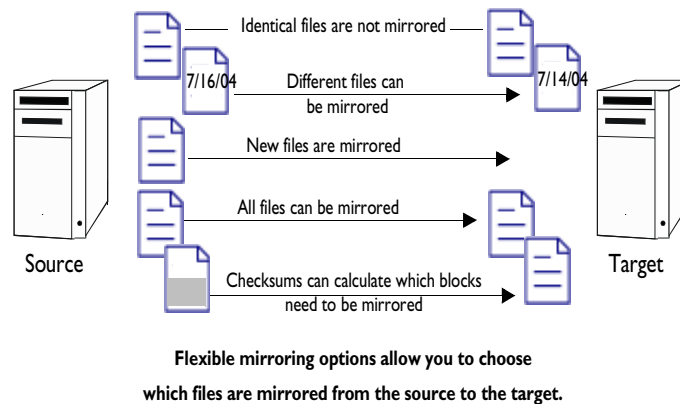 Identical files are not mirrored
7/16/04
7/14/04
Different files can
be mirrored
New files are mirrored
All files can be mirrored
Source
Target
Checksums can calculate which blocks
need to be mirrored
Flexible mirroring options allow you to choose
which files are mirrored from the source to the target.